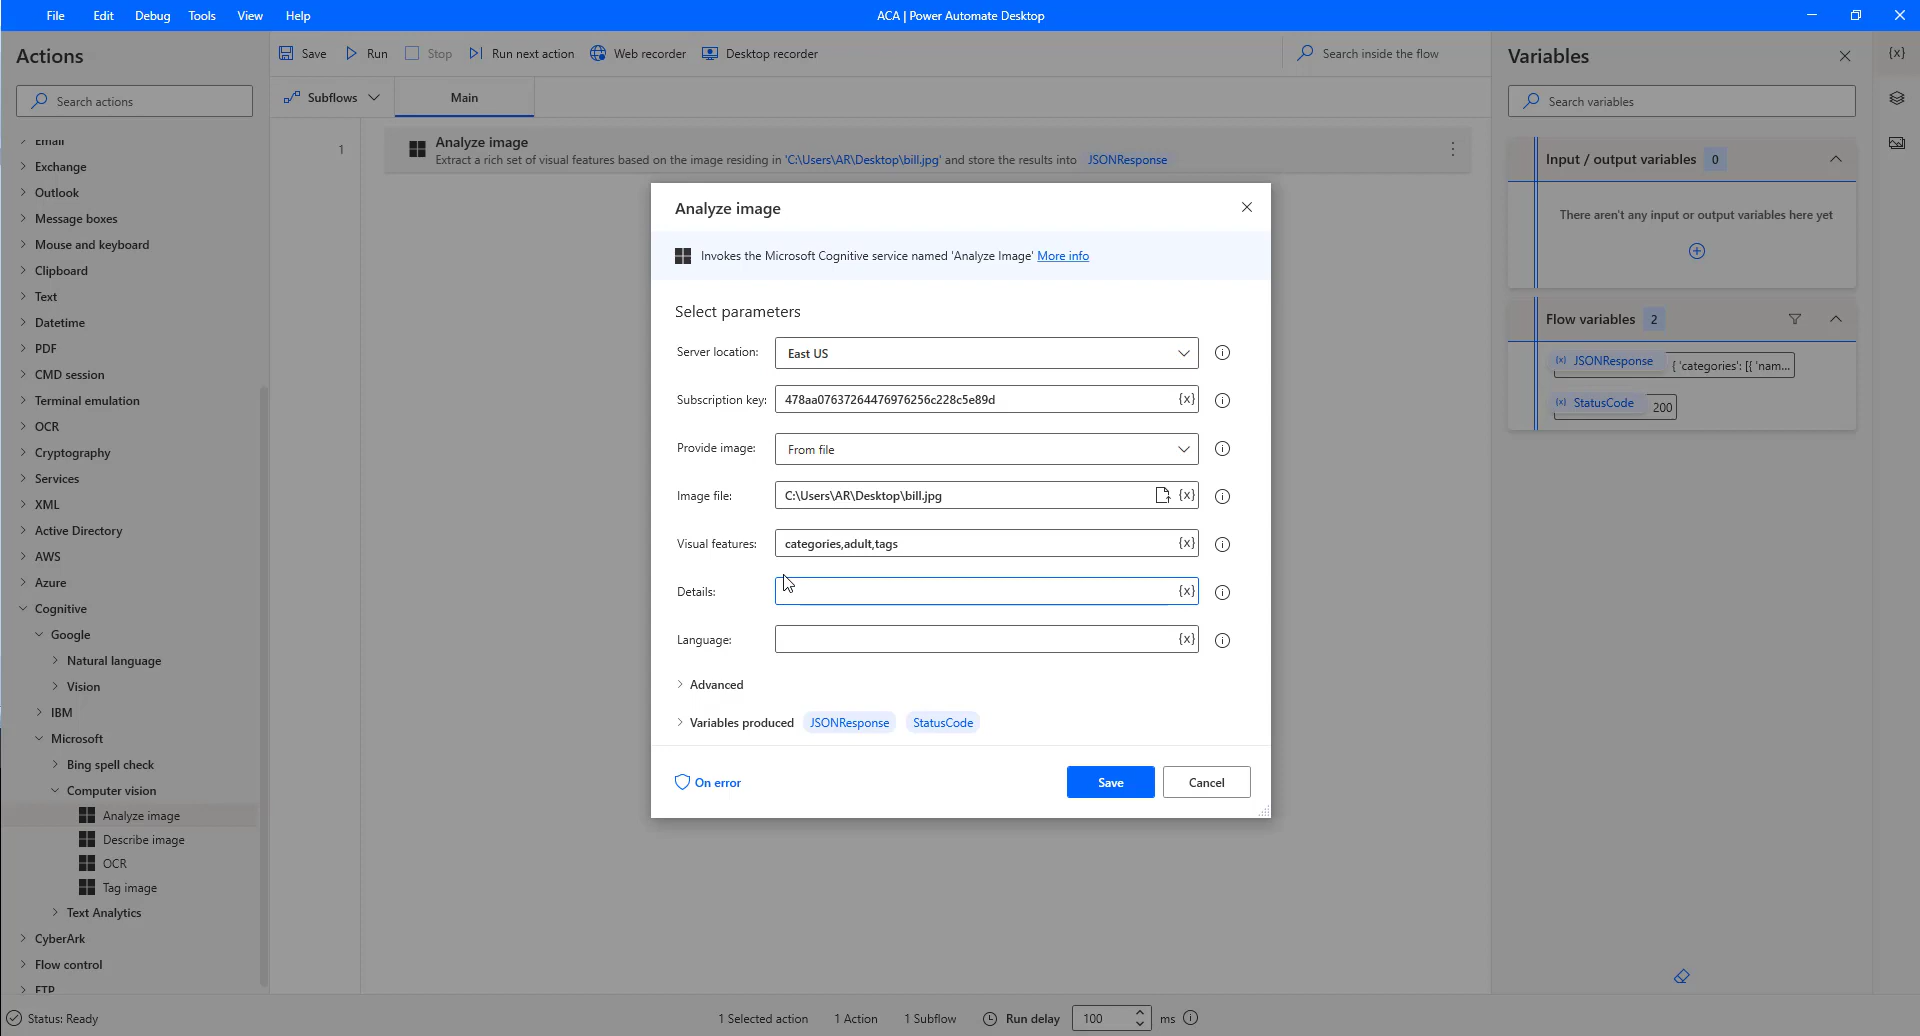 File Edit Debug Tools View Help
ACA | Power Automate Desktop
Actions
Search actions
Email
Exchange
Outlook
Message boxes
Mouse and keyboard
Clipboard
Text
Datetime
PDF
CMD session
Terminal emulation
OCR
Cryptography
Services
XML
Active Directory
AWS
Azure
Cognitive
Google
Natural language
Vision
IBM
Microsoft
Bing spell check
Computer vision
Analyze image
Describe image
OCR
Tag image
Text Analytics
CyberArk
Flow control
FTP
Save Run Stop Run next action Web recorder Desktop recorder
Search inside the flow
Subflows Main
1
Analyze image
Extract a rich set of visual features based on the image residing in 'C:\Users\AR\Desktop\bill.jpg' and store the results into JSONResponse
Analyze image
Invokes the Microsoft Cognitive service named 'Analyze Image' More info
Select parameters
Server location: East US
Subscription key: 478aa07637264476976256c228c5e89d {x}
Provide image: From file
Image file: C:\Users\AR\Desktop\bill.jpg {x}
Visual features: categories,adult,tags {x}
Details: {x}
Language: {x}
Advanced
Variables produced JSONResponse StatusCode
On error
Save Cancel
Variables
{x}
Search variables
Input / output variables 0
There aren't any input or output variables here yet
Flow variables 2
(x) JSONResponse { 'categories': [{ 'nam...
(x) StatusCode 200
Status: Ready
1 Selected action 1 Action 1 Subflow Run delay 100 ms